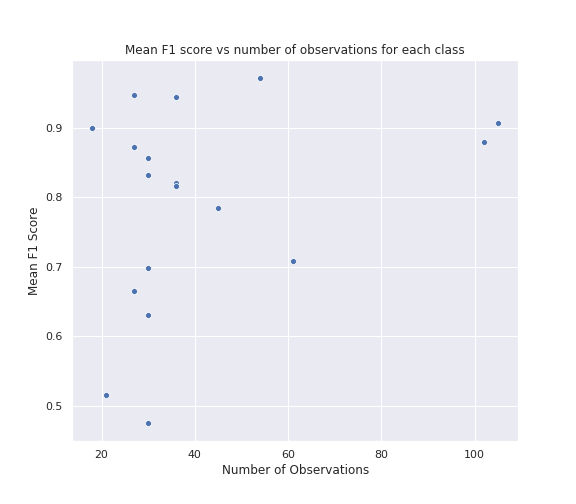 Mean F1 score vs number of observations for each class
Mean F1 Score
0.9
0.8
0.7
0.6
0.5
20 40 60 80 100
Number of Observations